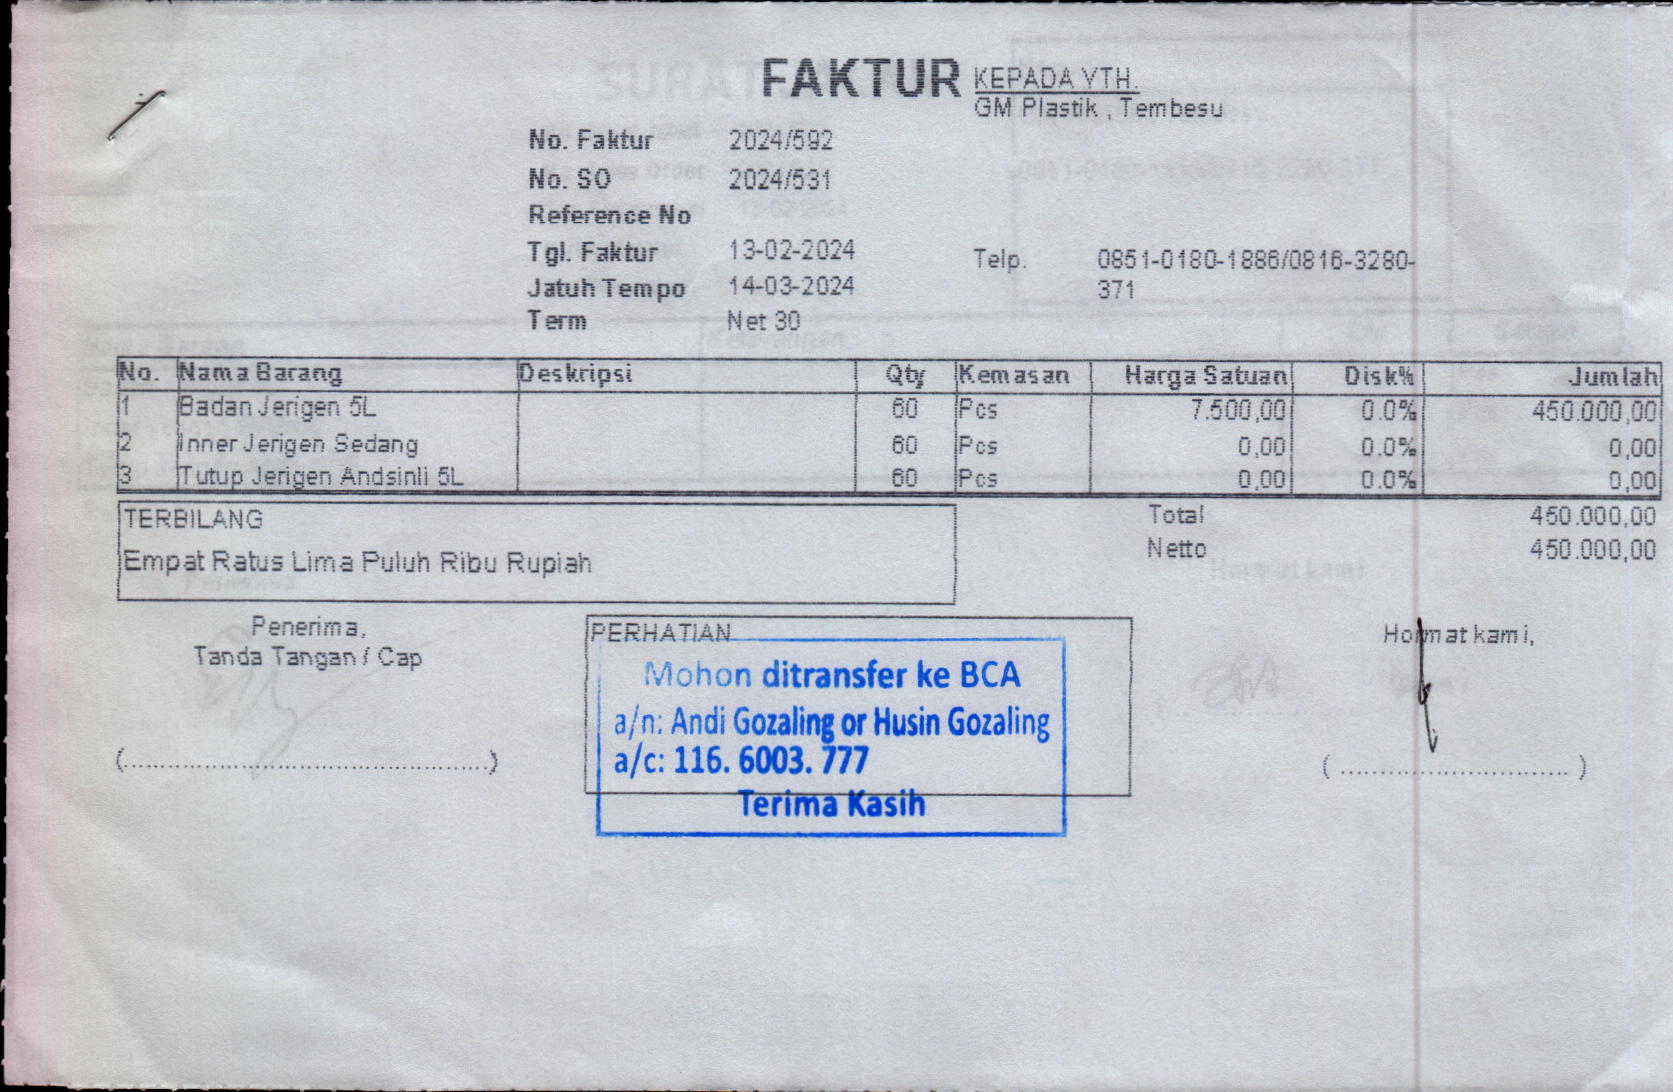 FAKTUR
KEPADA YTH.
GM Plastik , Tembesu
No. Faktur 2024/592
No. SO 2024/531
Reference No
Tgl. Faktur 13-02-2024
Telp. 0851-0180-1886/0816-3280-
371
Jatuh Tempo 14-03-2024
Term Net 30
No. Nama Barang Deskripsi Qty Kemasan Harga Satuan Disk% Jumlah
1 Badan Jerigen 5L 60 Pcs 7.500,00 0.0% 450.000,00
2 Inner Jerigen Sedang 60 Pcs 0,00 0.0% 0,00
3 Tutup Jerigen Andsinli 5L 60 Pcs 0,00 0.0% 0,00
TERBILANG
Empat Ratus Lima Puluh Ribu Rupiah
Total 450.000,00
Netto 450.000,00
Penerima,
Tanda Tangan / Cap
(..................................................)
PERHATIAN
Mohon ditransfer ke BCA
a/n: Andi Gozaling or Husin Gozaling
a/c: 116. 6003. 777
Terima Kasih
Hormat kami,
( ................................ )